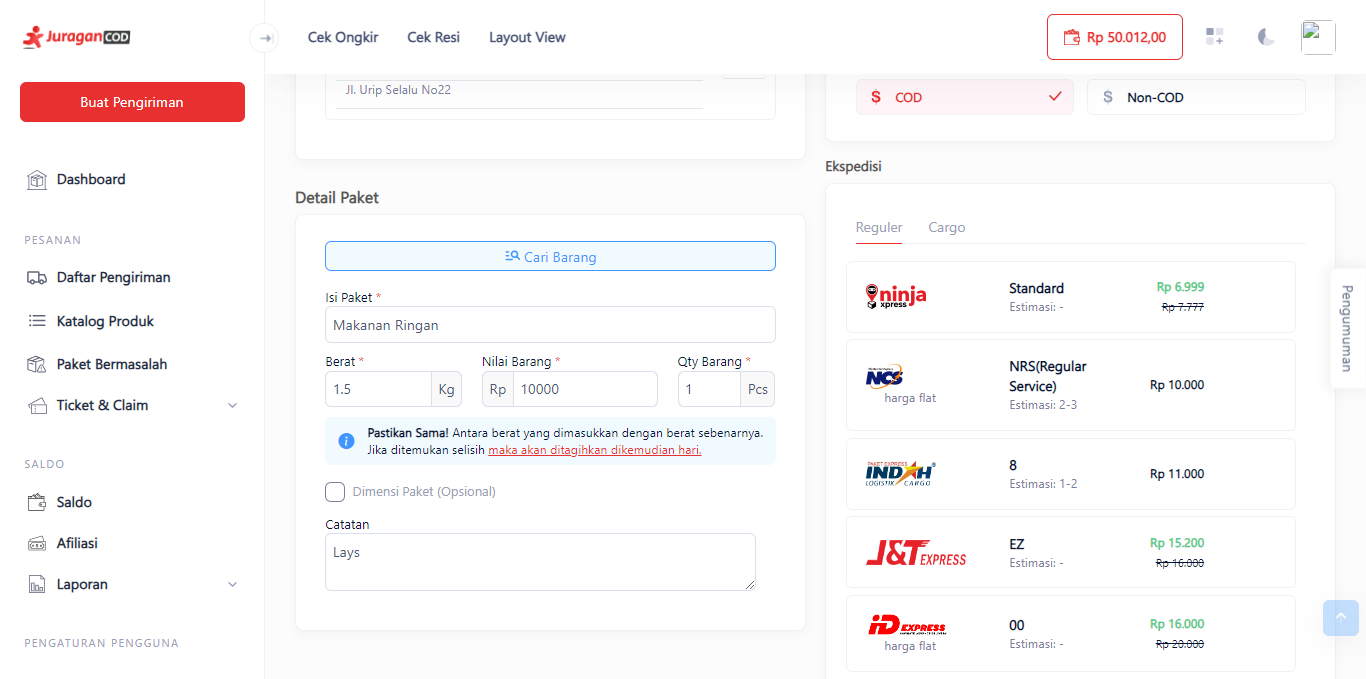 JuraganCOD
Cek Ongkir
Cek Resi
Layout View
Rp 50.012,00
Buat Pengiriman
Dashboard
PESANAN
Daftar Pengiriman
Katalog Produk
Paket Bermasalah
Ticket & Claim
SALDO
Saldo
Afiliasi
Laporan
PENGATURAN PENGGUNA
Jl. Urip Selalu No22
Detail Paket
Cari Barang
Isi Paket *
Makanan Ringan
Berat *
Nilai Barang *
Qty Barang *
1.5 Kg
Rp 10000
1 Pcs
Pastikan Sama! Antara berat yang dimasukkan dengan berat sebenarnya.
Jika ditemukan selisih maka akan ditagihkan dikemudian hari.
Dimensi Paket (Opsional)
Catatan
Lays
$ COD
$ Non-COD
Ekspedisi
Reguler
Cargo
ninja
xpress
Standard
Estimasi: -
Rp 6.999
Rp 7.777
NCS
harga flat
NRS(Regular
Service)
Estimasi: 2-3
Rp 10.000
PAKET EXPRESS
INDAH
LOGISTIK CARGO
8
Estimasi: 1-2
Rp 11.000
J&T EXPRESS
EZ
Estimasi: -
Rp 15.200
Rp 16.000
iD EXPRESS
harga flat
00
Estimasi: -
Rp 16.000
Rp 20.000
Pengumuman